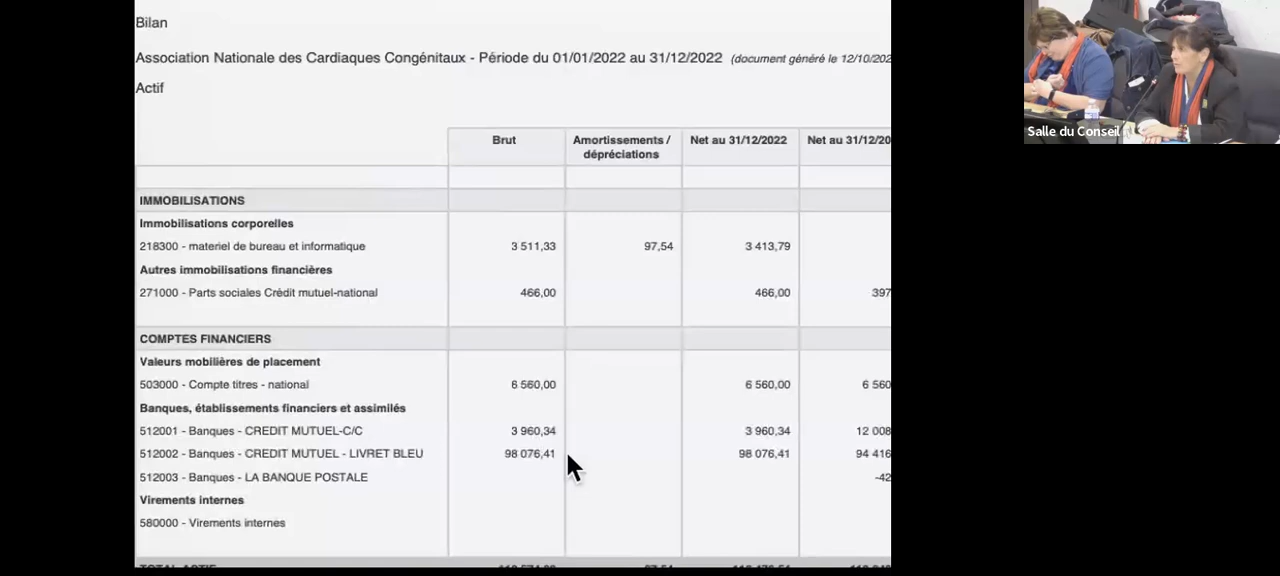 Bilan
Association Nationale des Cardiaques Congénitaux - Période du 01/01/2022 au 31/12/2022 (document généré le 12/10/202
Actif
Brut Amortissements / dépréciations Net au 31/12/2022 Net au 31/12/20
IMMOBILISATIONS
Immobilisations corporelles
218300 - materiel de bureau et informatique 3 511,33 97,54 3 413,79
Autres immobilisations financières
271000 - Parts sociales Crédit mutuel-national 466,00 466,00 397
COMPTES FINANCIERS
Valeurs mobilières de placement
503000 - Compte titres - national 6 560,00 6 560,00 6 560
Banques, établissements financiers et assimilés
512001 - Banques - CREDIT MUTUEL-C/C 3 960,34 3 960,34 12 008
512002 - Banques - CREDIT MUTUEL - LIVRET BLEU 98 076,41 98 076,41 94 416
512003 - Banques - LA BANQUE POSTALE -42
Virements internes
580000 - Virements internes
TOTAL ACTIF
Salle du Conseil